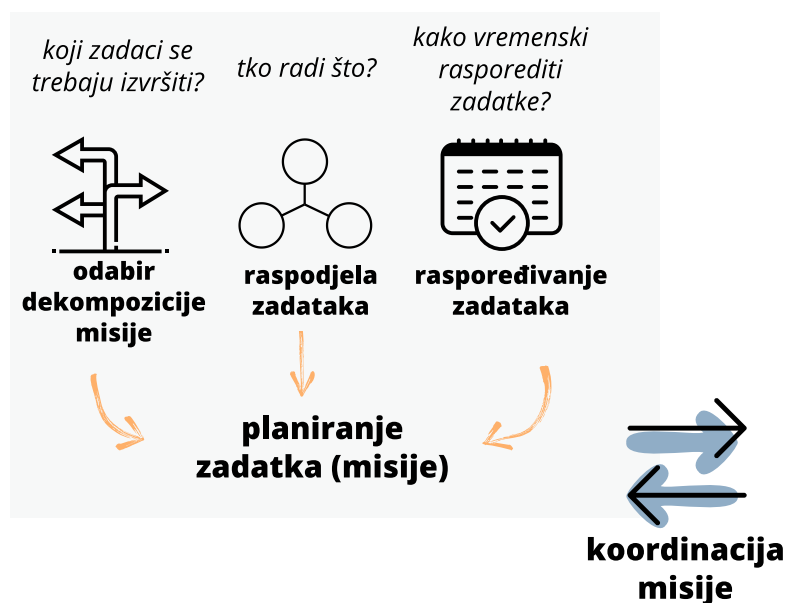 koji zadaci se
trebaju izvršiti?
tko radi što?
kako vremenski
rasporediti
zadatke?
odabir
dekompozicije
misije
raspodjela
zadataka
raspoređivanje
zadataka
planiranje
zadatka (misije)
koordinacija
misije